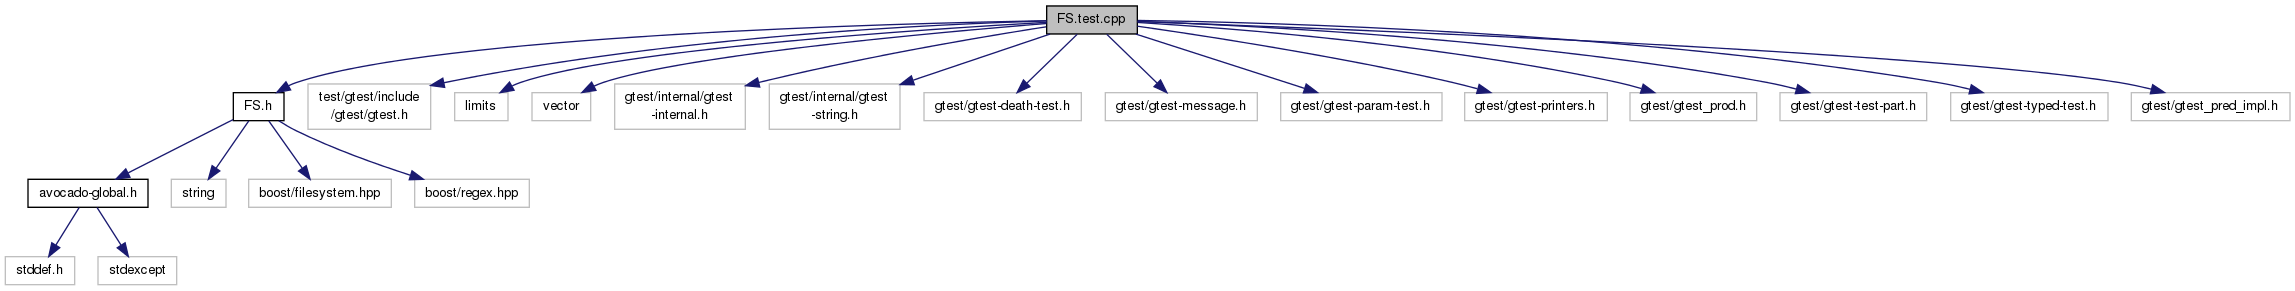 FS.test.cpp
FS.h
test/gtest/include
/gtest/gtest.h
limits
vector
gtest/internal/gtest
-internal.h
gtest/internal/gtest
-string.h
gtest/gtest-death-test.h
gtest/gtest-message.h
gtest/gtest-param-test.h
gtest/gtest-printers.h
gtest/gtest_prod.h
gtest/gtest-test-part.h
gtest/gtest-typed-test.h
gtest/gtest_pred_impl.h
avocado-global.h
string
boost/filesystem.hpp
boost/regex.hpp
stddef.h
stdexcept